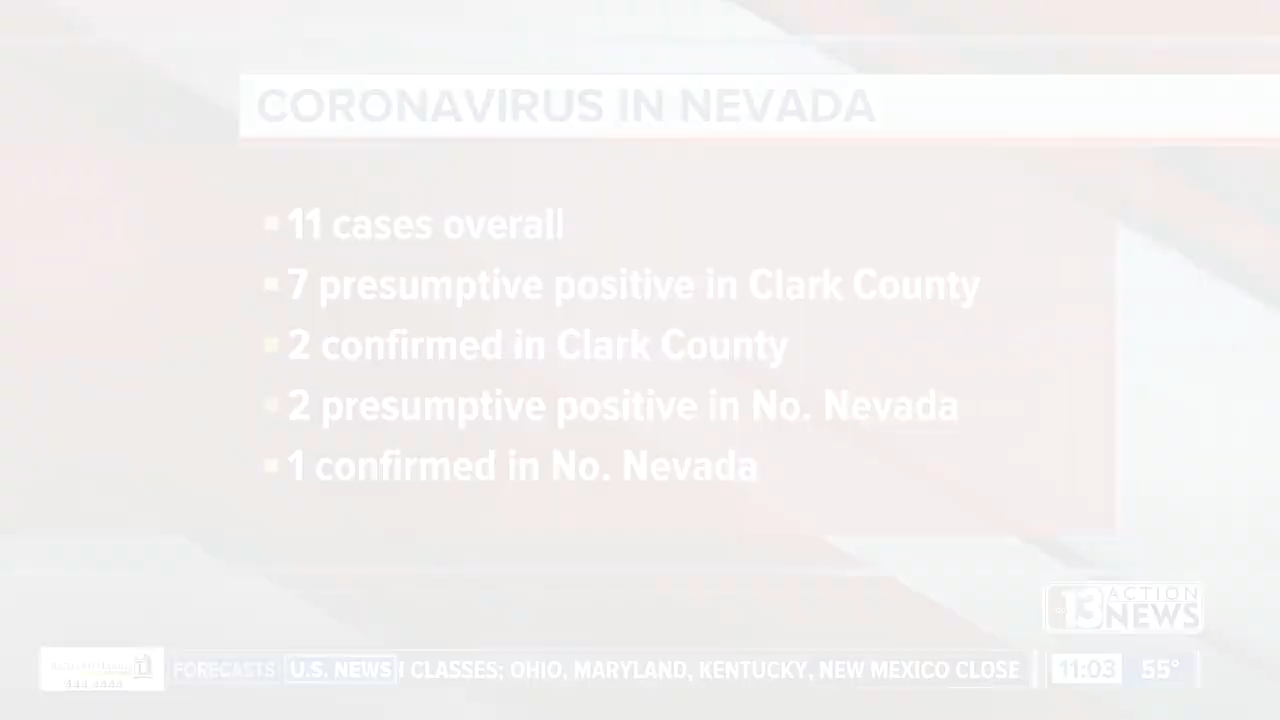 CORONAVIRUS IN NEVADA
11 cases overall
7 presumptive positive in Clark County
2 confirmed in Clark County
2 presumptive positive in No. Nevada
1 confirmed in No. Nevada
13 ACTION
NEWS
FORECASTS U.S. NEWS CLASSES; OHIO, MARYLAND, KENTUCKY, NEW MEXICO CLOSE 11:03 55°
444-4444